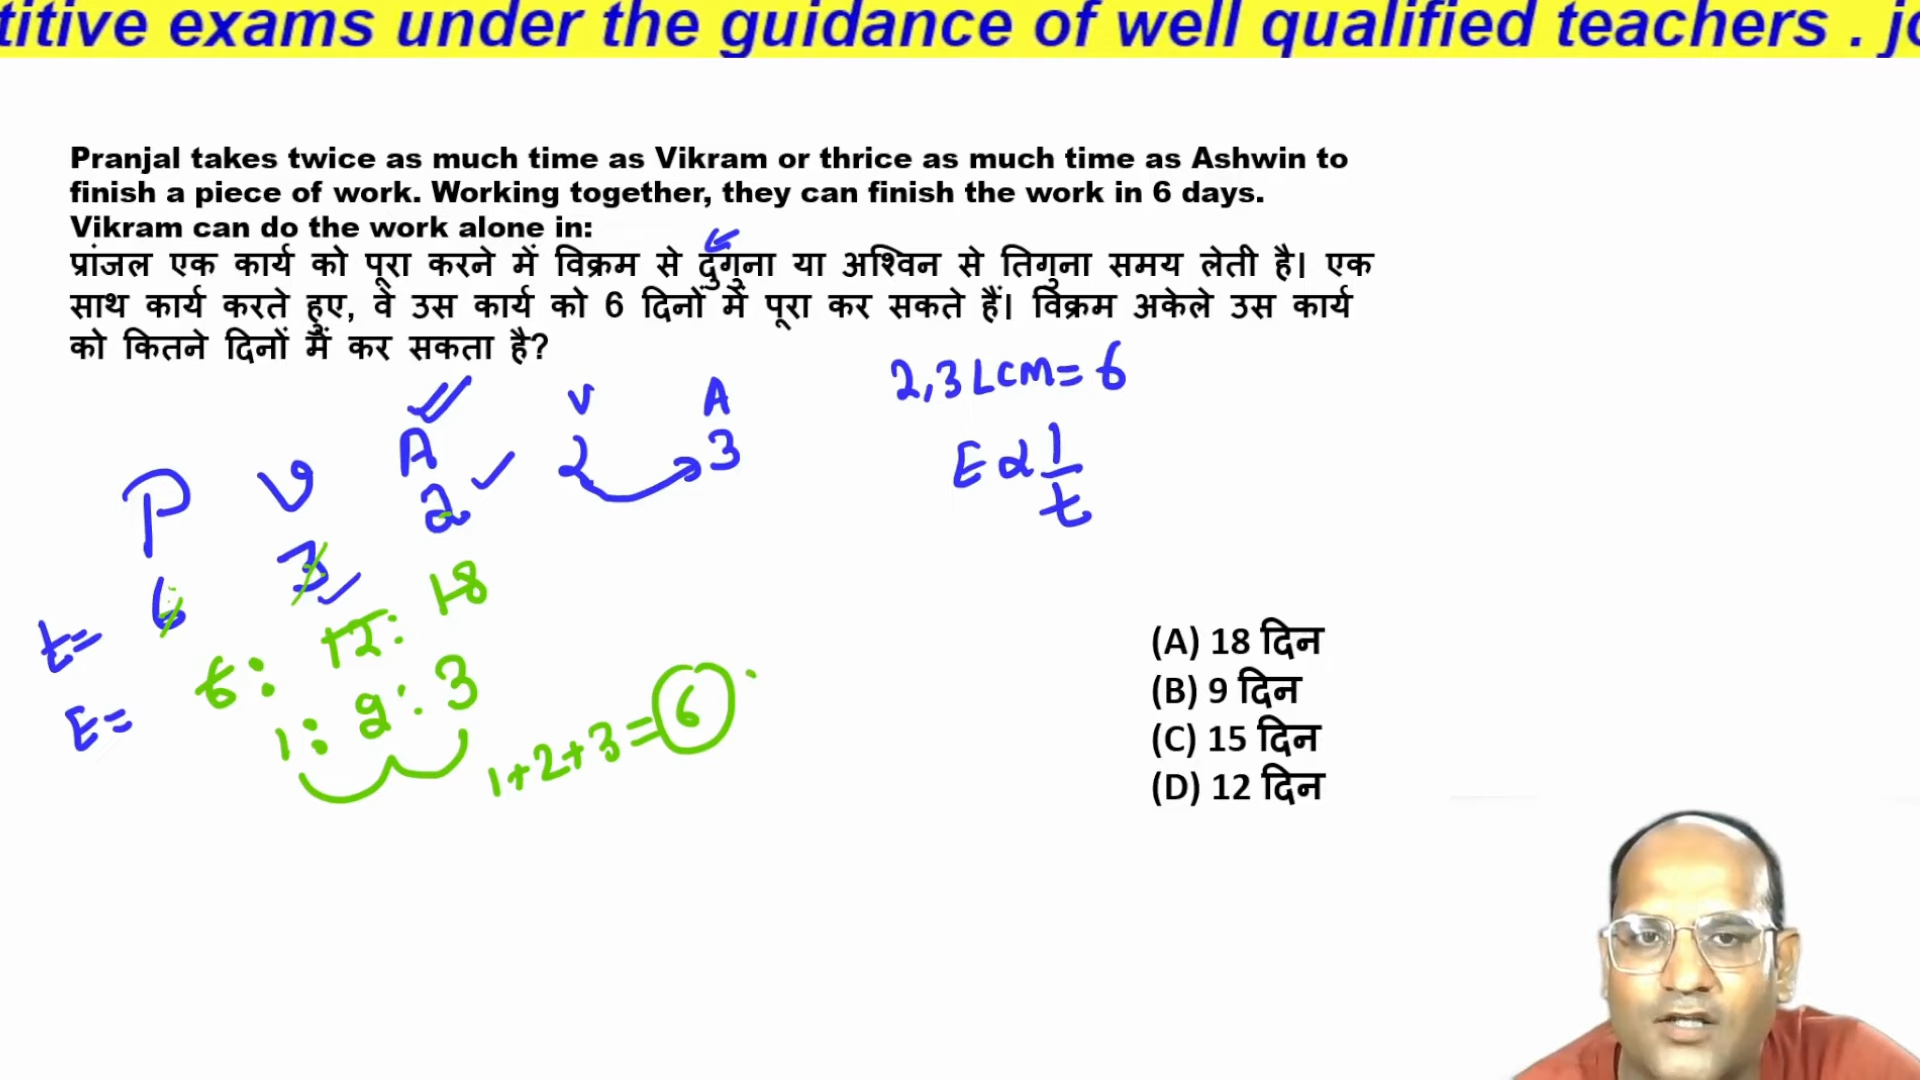 titive exams under the guidance of well qualified teachers . jo
Pranjal takes twice as much time as Vikram or thrice as much time as Ashwin to
finish a piece of work. Working together, they can finish the work in 6 days.
Vikram can do the work alone in:
प्रांजल एक कार्य को पूरा करने में विक्रम से दुगुना या अश्विन से तिगुना समय लेती है। एक
साथ कार्य करते हुए, वे उस कार्य को 6 दिनों में पूरा कर सकते हैं। विक्रम अकेले उस कार्य
को कितने दिनों में कर सकता है?
2,3 LCM = 6
V A
2 3
E ∝ 1/t
P V A
t= 6 3 2
6: 12: 18
E= 1: 2: 3
1+2+3=6
(A) 18 दिन
(B) 9 दिन
(C) 15 दिन
(D) 12 दिन